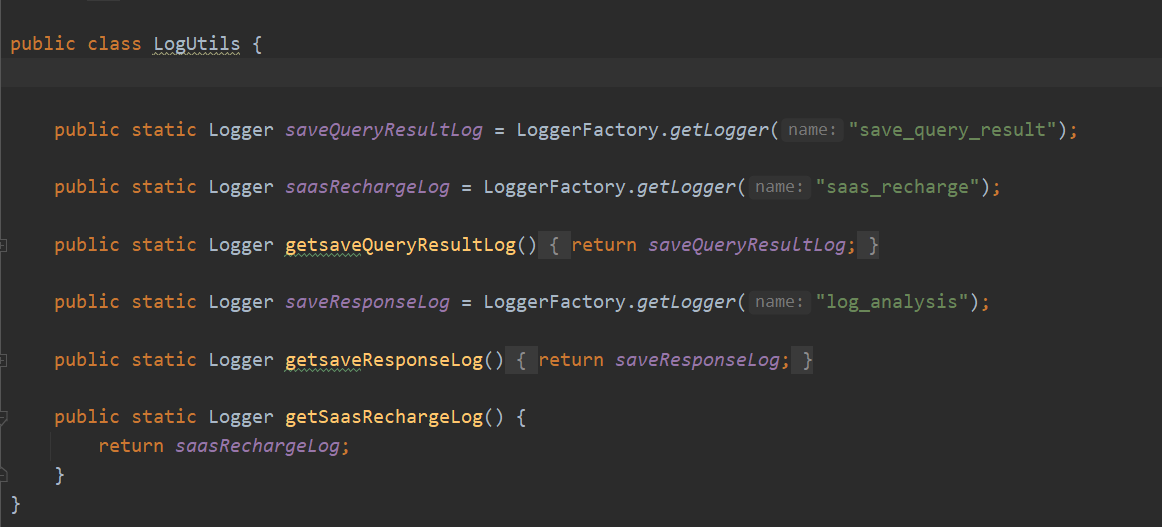 public class LogUtils {
public static Logger saveQueryResultLog = LoggerFactory.getLogger( name: "save_query_result");
public static Logger saasRechargeLog = LoggerFactory.getLogger( name: "saas_recharge");
public static Logger getsaveQueryResultLog() { return saveQueryResultLog; }
public static Logger saveResponseLog = LoggerFactory.getLogger( name: "log_analysis");
public static Logger getsaveResponseLog() { return saveResponseLog; }
public static Logger getSaasRechargeLog() {
return saasRechargeLog;
}
}